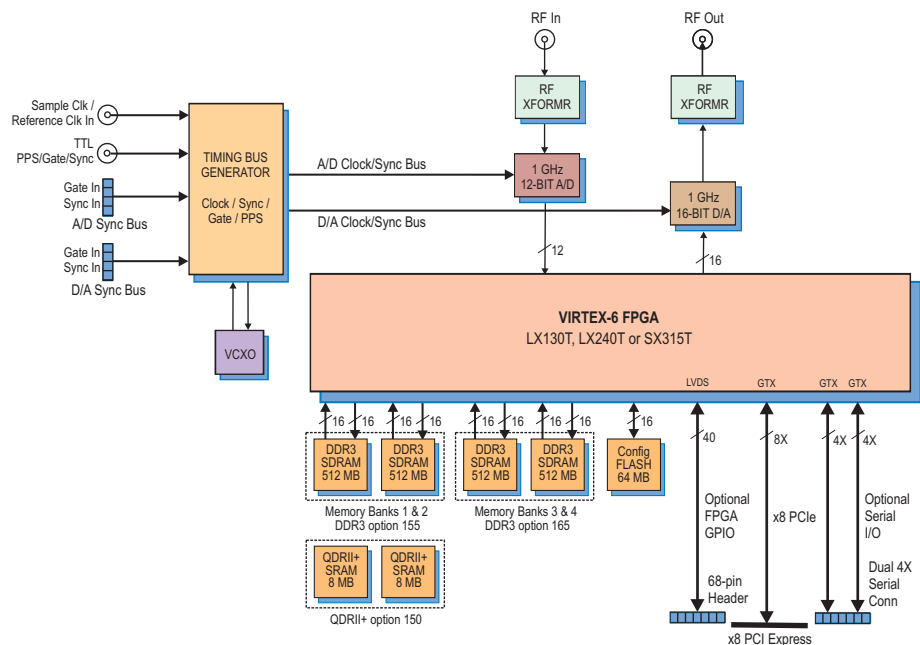 RF In
RF Out
Sample Clk /
Reference Clk In
TTL
PPS/Gate/Sync
Gate In
Sync In
A/D Sync Bus
Gate In
Sync In
D/A Sync Bus
TIMING BUS
GENERATOR
Clock / Sync /
Gate / PPS
VCXO
A/D Clock/Sync Bus
D/A Clock/Sync Bus
RF
XFORMR
RF
XFORMR
1 GHz
12-BIT A/D
1 GHz
16-BIT D/A
12
16
VIRTEX-6 FPGA
LX130T, LX240T or SX315T
LVDS
GTX
GTX
GTX
16
16
16
16
16
16
16
16
16
40
8X
4X
4X
DDR3
SDRAM
512 MB
DDR3
SDRAM
512 MB
DDR3
SDRAM
512 MB
DDR3
SDRAM
512 MB
Config
FLASH
64 MB
Memory Banks 1 & 2
DDR3 option 155
Memory Banks 3 & 4
DDR3 option 165
QDRII+
SRAM
8 MB
QDRII+
SRAM
8 MB
QDRII+ option 150
Optional
FPGA
GPIO
68-pin
Header
x8 PCIe
x8 PCI Express
Optional
Serial
I/O
Dual 4X
Serial
Conn